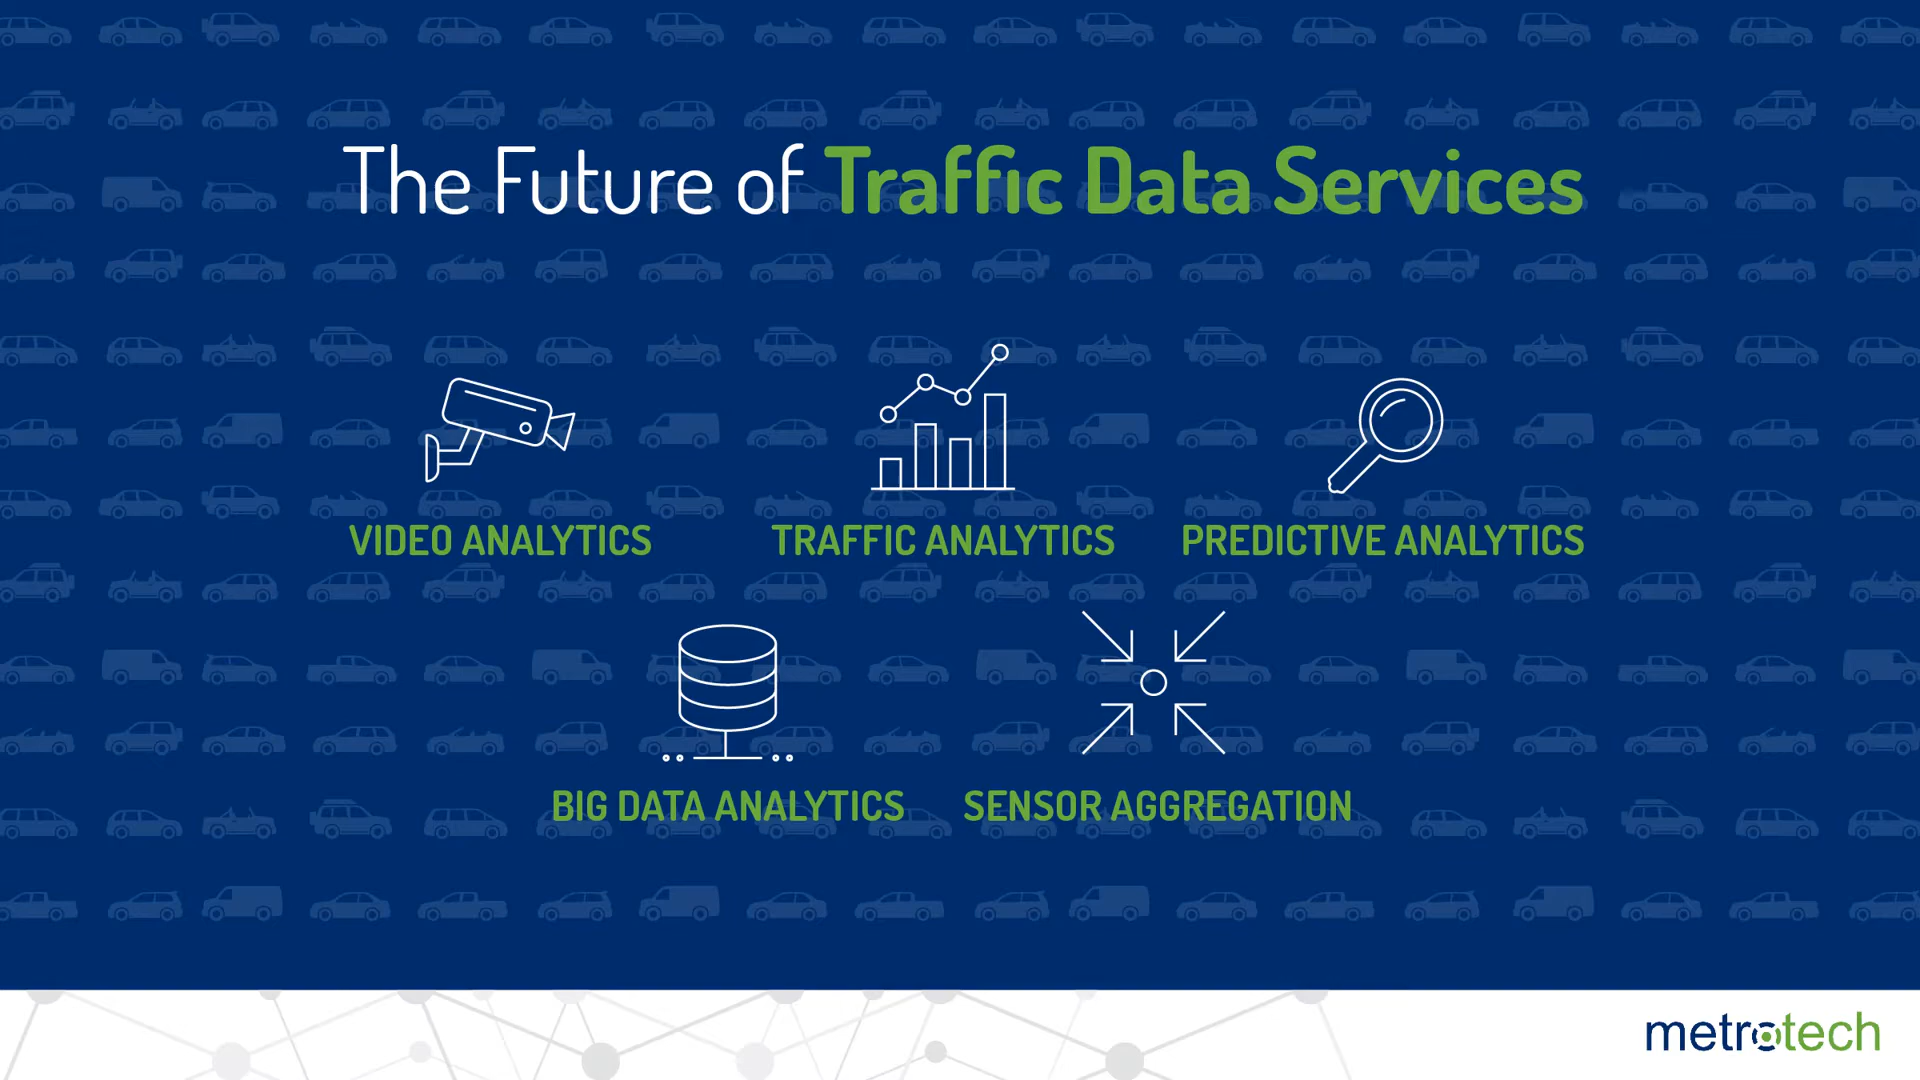 The Future of Traffic Data Services
VIDEO ANALYTICS
TRAFFIC ANALYTICS
PREDICTIVE ANALYTICS
BIG DATA ANALYTICS
SENSOR AGGREGATION
metrotech